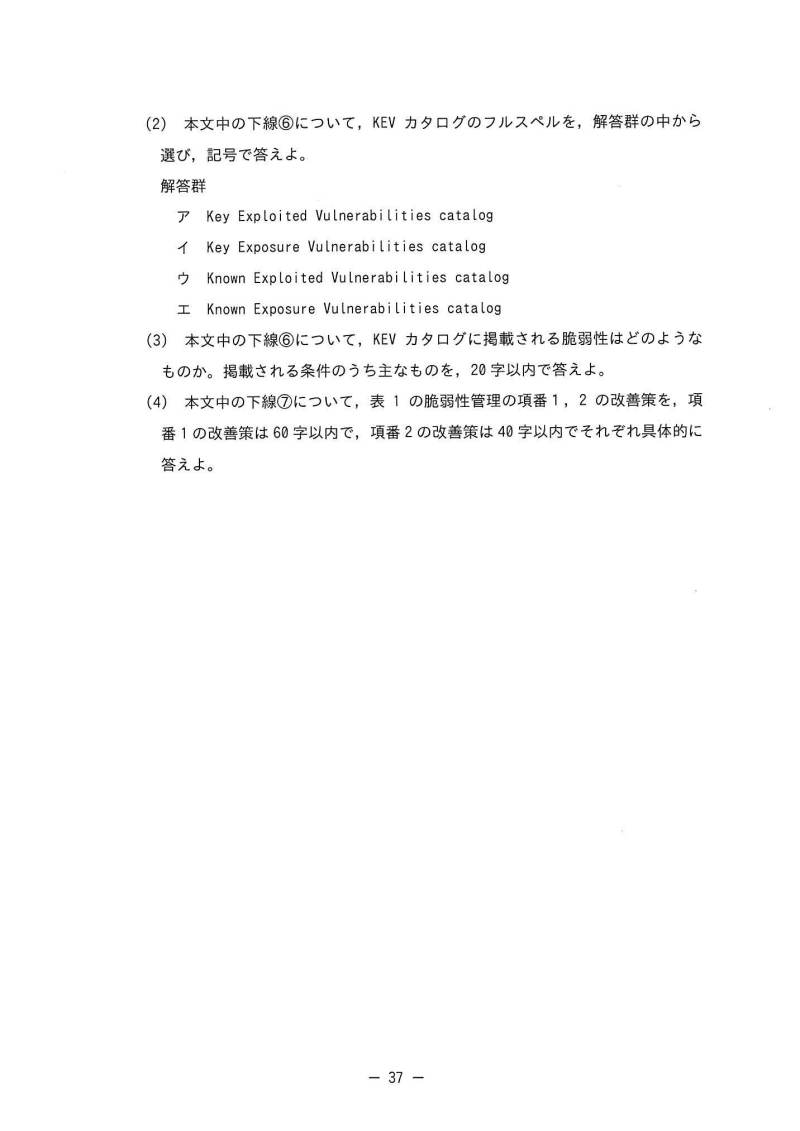 (2) 本文中の下線⑥について，KEV カタログのフルスペルを，解答群の中から
選び，記号で答えよ。
解答群
ア Key Exploited Vulnerabilities catalog
イ Key Exposure Vulnerabilities catalog
ウ Known Exploited Vulnerabilities catalog
エ Known Exposure Vulnerabilities catalog
(3) 本文中の下線⑥について，KEV カタログに掲載される脆弱性はどのような
ものか。掲載される条件のうち主なものを，20 字以内で答えよ。
(4) 本文中の下線⑦について，表 1 の脆弱性管理の項番 1，2 の改善策を，項
番 1 の改善策は 60 字以内で，項番 2 の改善策は 40 字以内でそれぞれ具体的に
答えよ。
－ 37 －